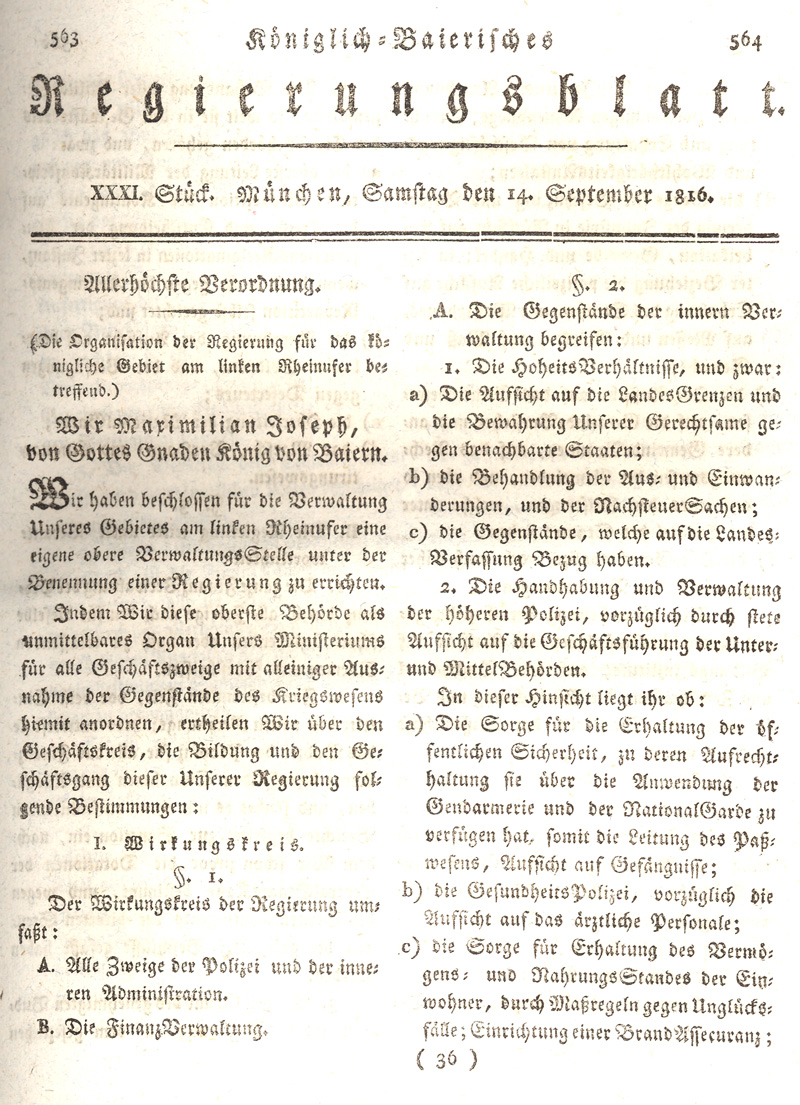 563
Königlich-Baierisches
564
Regierungsblatt.
XXXI. Stück. München, Samstag den 14. September 1816.
Allerhöchste Verordnung.
(Die Organisation der Regierung für das kö-
nigliche Gebiet am linken Rheinufer be-
treffend.)
Wir Maximilian Joseph,
von Gottes Gnaden König von Baiern.
Wir haben beschlossen für die Verwaltung
Unseres Gebietes am linken Rheinufer eine
eigene obere VerwaltungsStelle unter der
Benennung einer Regierung zu errichten.
Indem Wir diese oberste Behörde als
unmittelbares Organ Unsers Ministeriums
für alle Geschäftszweige mit alleiniger Aus-
nahme der Gegenstände des Kriegswesens
hiemit anordnen, ertheilen Wir über den
Geschäftskreis, die Bildung und den Ge-
schäftsgang dieser Unserer Regierung fol-
gende Bestimmungen:
I. Wirkungskreis.
§. 1.
Der Wirkungskreis der Regierung um-
faßt:
A. Alle Zweige der Polizei und der inne-
ren Administration.
B. Die FinanzVerwaltung.
§. 2.
A. Die Gegenstände der innern Ver-
waltung begreifen:
1. Die HoheitsVerhältnisse, und zwar:
a) Die Aufsicht auf die LandesGrenzen und
die Bewahrung Unserer Gerechtsame ge-
gen benachbarte Staaten;
b) die Behandlung der Aus- und Einwan-
derungen, und der NachsteuerSachen;
c) die Gegenstände, welche auf die Landes-
Verfassung Bezug haben.
2. Die Handhabung und Verwaltung
der höheren Polizei, vorzüglich durch stete
Aufsicht auf die Geschäftsführung der Unter-
und MittelBehörden.
In dieser Hinsicht liegt ihr ob:
a) Die Sorge für die Erhaltung der öf-
fentlichen Sicherheit, zu deren Aufrecht-
haltung sie über die Anwendung der
Gendarmerie und der NationalGarde zu
verfügen hat, somit die Leitung des Paß-
wesens, Aufsicht auf Gefängnisse;
b) die GesundheitsPolizei, vorzüglich die
Aufsicht auf das ärztliche Personale;
c) die Sorge für Erhaltung des Vermö-
gens- und NahrungsStandes der Ein-
wohner, durch Maßregeln gegen Unglücks-
fälle; Einrichtung einer BrandAssecuranz;
( 36 )